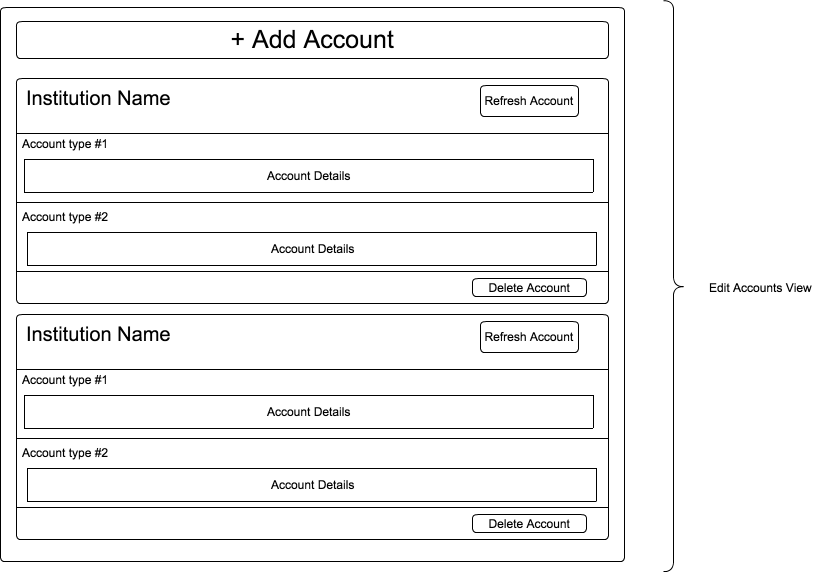 + Add Account
Institution Name
Refresh Account
Account type #1
Account Details
Account type #2
Account Details
Delete Account
Edit Accounts View
Institution Name
Refresh Account
Account type #1
Account Details
Account type #2
Account Details
Delete Account